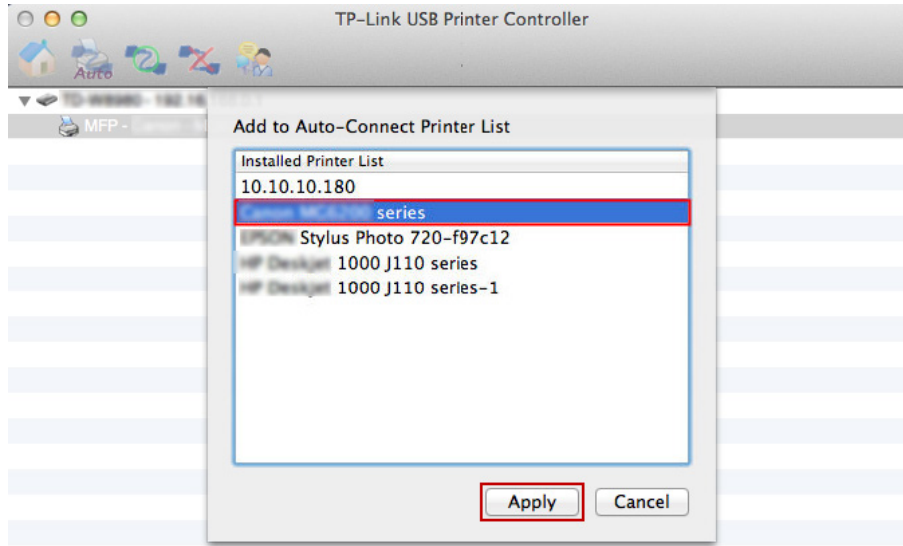 TP-Link USB Printer Controller
Auto
MFP -
Add to Auto-Connect Printer List
Installed Printer List
10.10.10.180
series
Stylus Photo 720-f97c12
1000 J110 series
1000 J110 series-1
Apply
Cancel